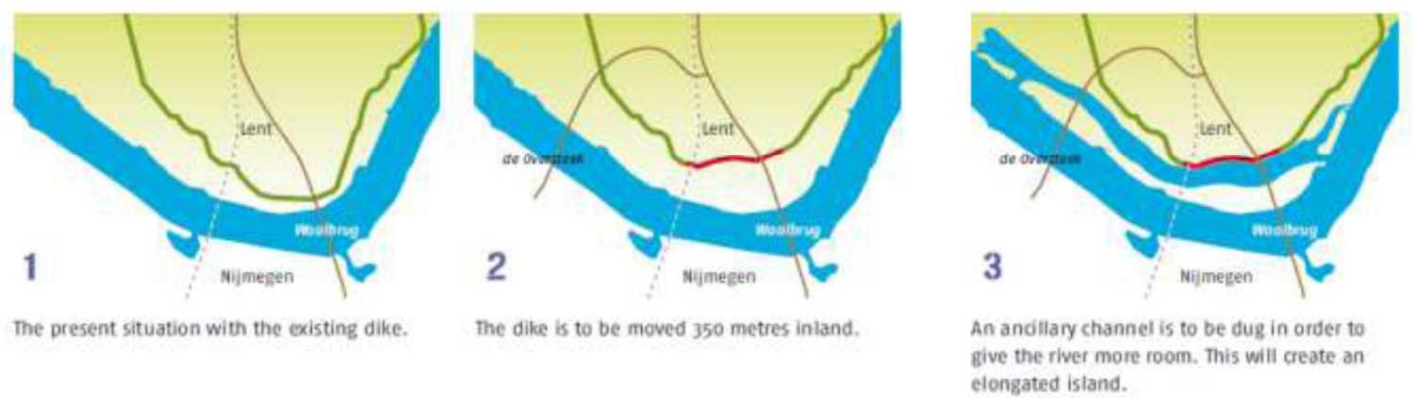 Lent
Waalbrug
1
Nijmegen
The present situation with the existing dike.
Lent
de Oversteek
Waalbrug
2
Nijmegen
The dike is to be moved 350 metres inland.
Lent
de Oversteek
Waalbrug
3
Nijmegen
An ancillary channel is to be dug in order to
give the river more room. This will create an
elongated island.